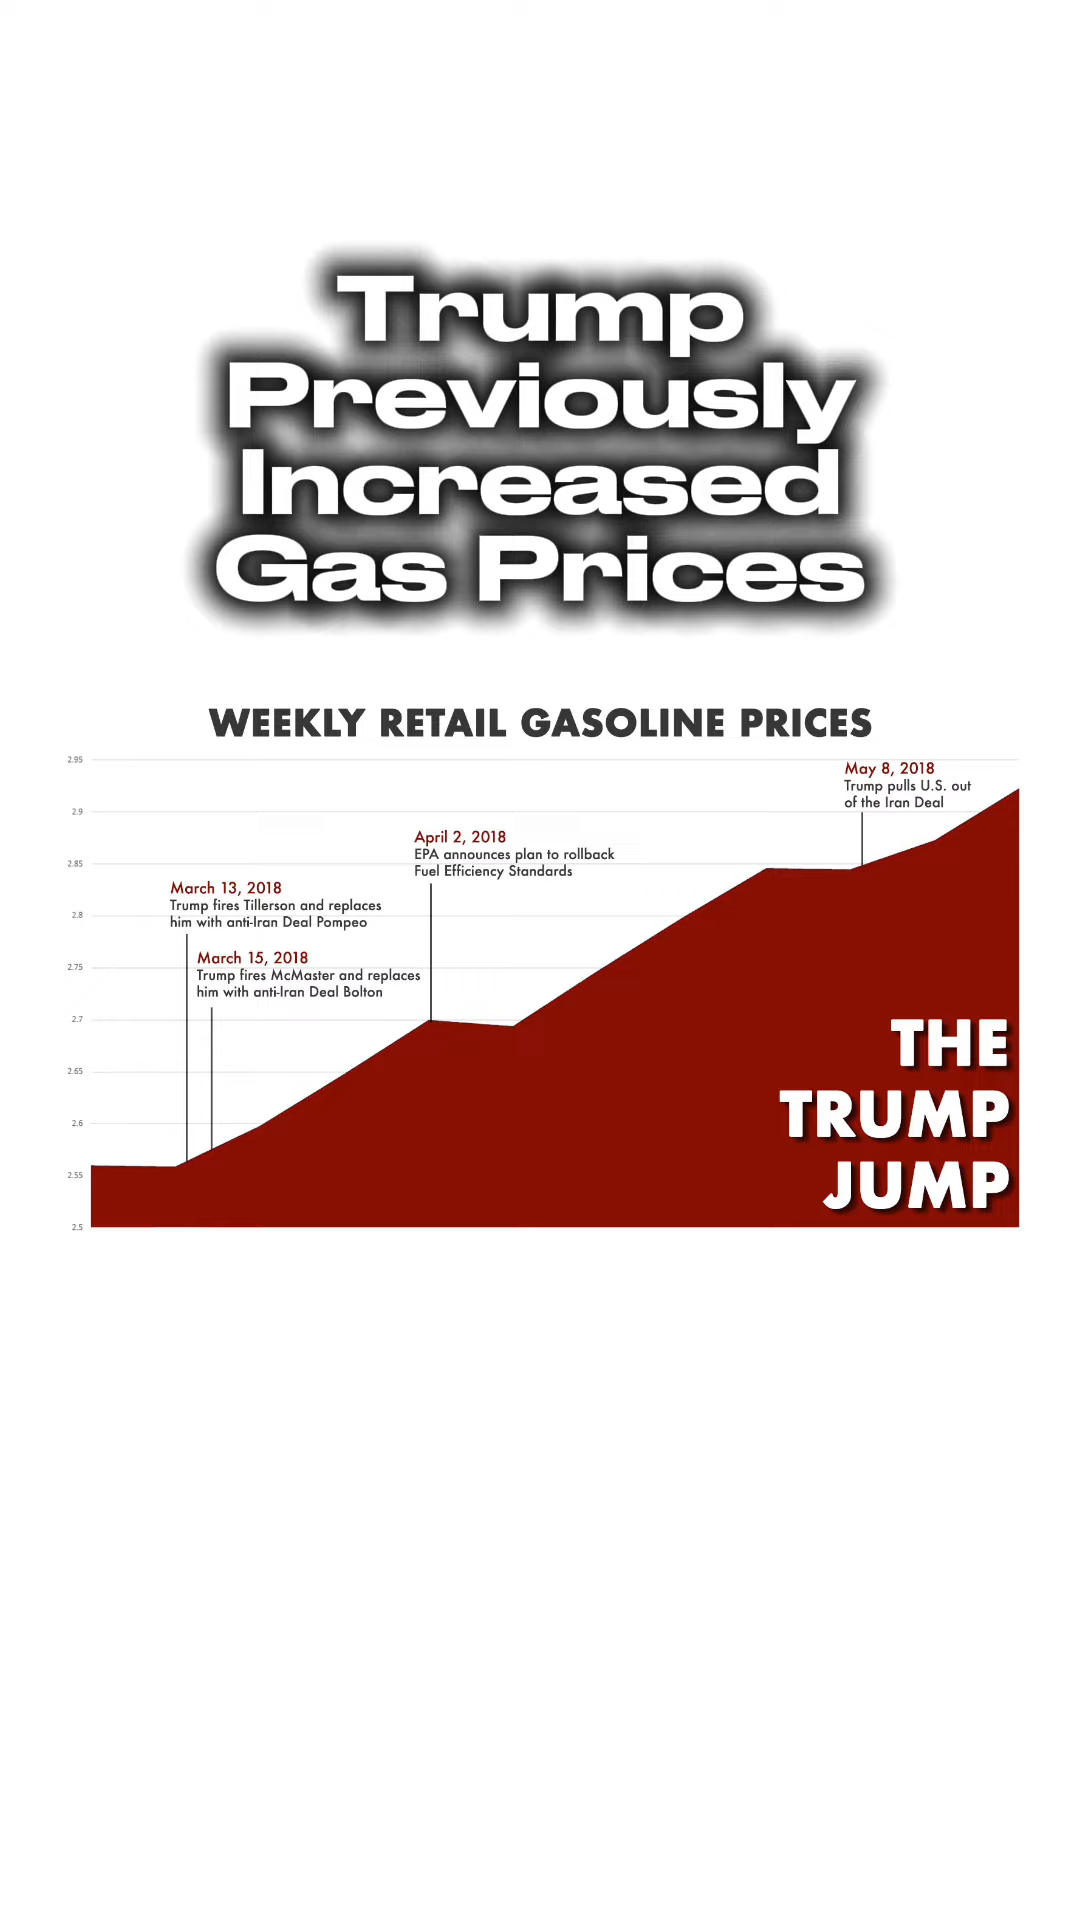 Trump
Previously
Increased
Gas Prices
WEEKLY RETAIL GASOLINE PRICES
2.95
2.9
2.85
2.8
2.75
2.7
2.65
2.6
2.55
2.5
May 8, 2018
Trump pulls U.S. out
of the Iran Deal
April 2, 2018
EPA announces plan to rollback
Fuel Efficiency Standards
March 13, 2018
Trump fires Tillerson and replaces
him with anti-Iran Deal Pompeo
March 15, 2018
Trump fires McMaster and replaces
him with anti-Iran Deal Bolton
THE
TRUMP
JUMP